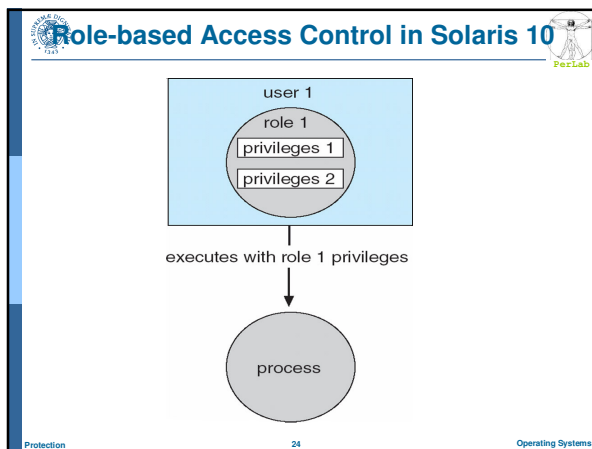 Role-based Access Control in Solaris 10
PerLab
1343
user 1
role 1
privileges 1
privileges 2
executes with role 1 privileges
process
Protection
24
Operating Systems